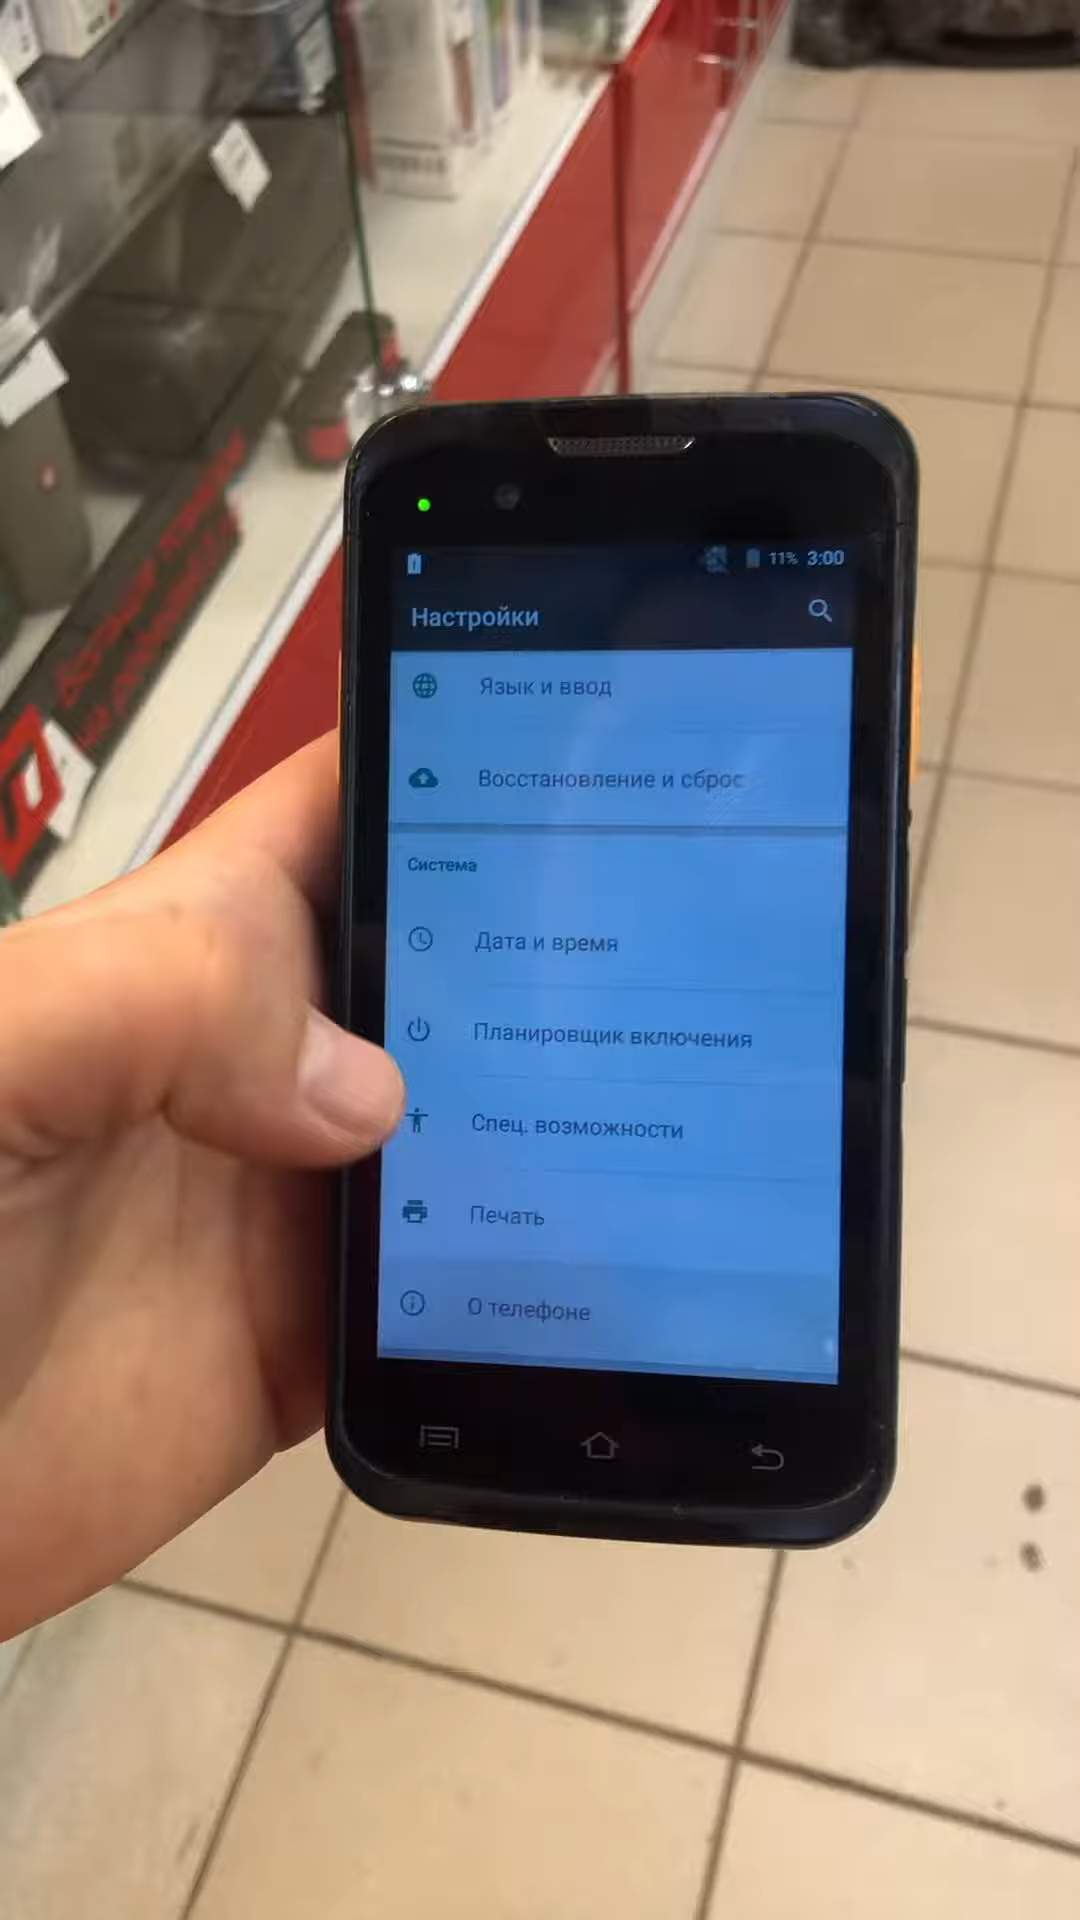 11% 3:00
Настройки
Язык и ввод
Восстановление и сброс
Система
Дата и время
Планировщик включения
Спец. возможности
Печать
О телефоне